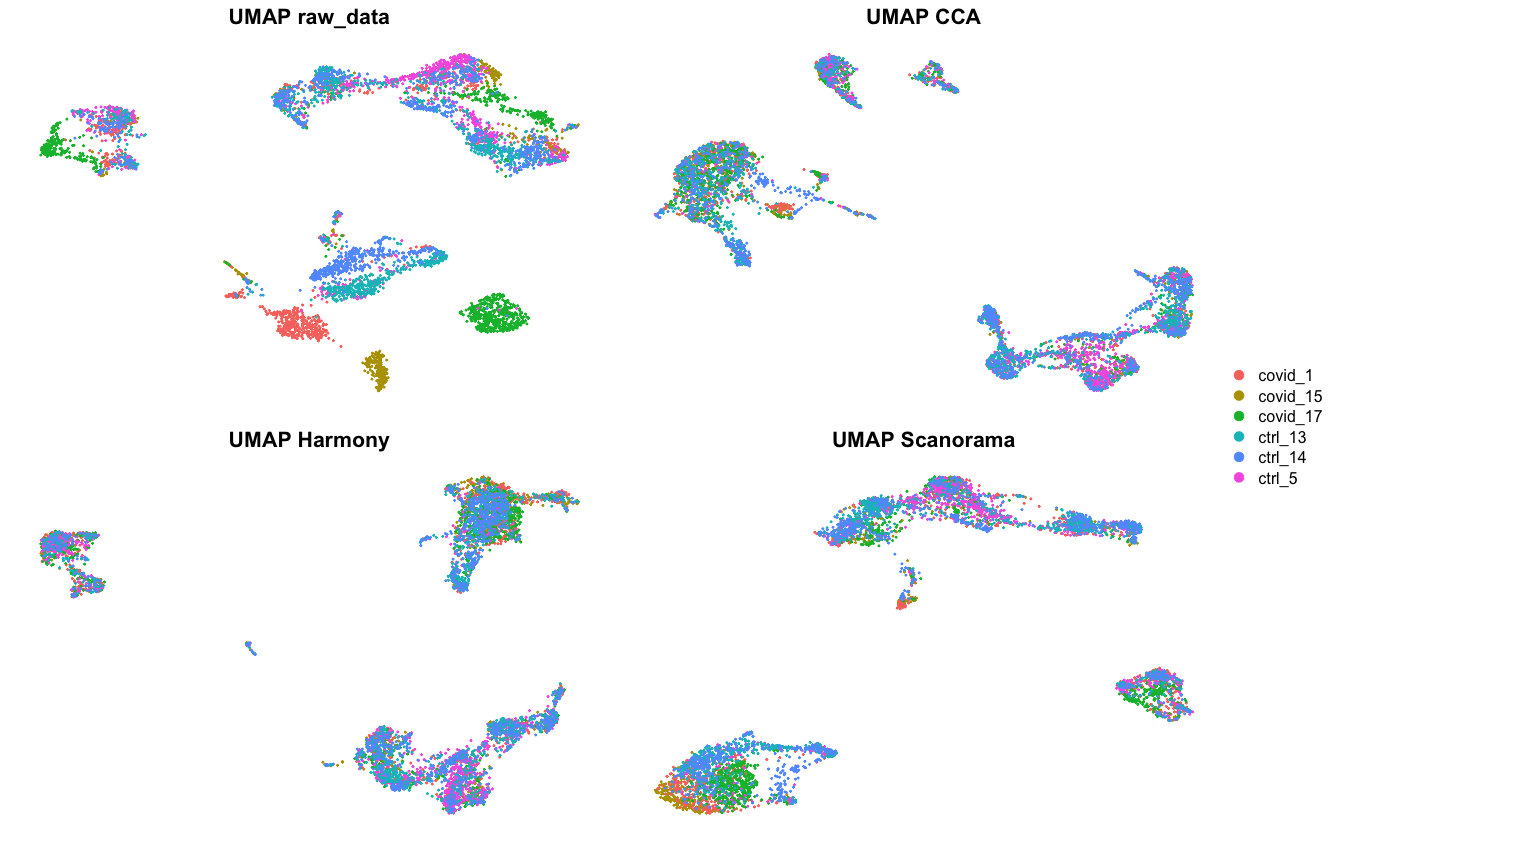 UMAP raw_data
UMAP CCA
covid_1
covid_15
covid_17
ctrl_13
ctrl_14
ctrl_5
UMAP Harmony
UMAP Scanorama